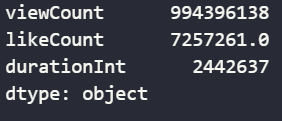 viewCount 994396138
likeCount 7257261.0
durationInt 2442637
dtype: object